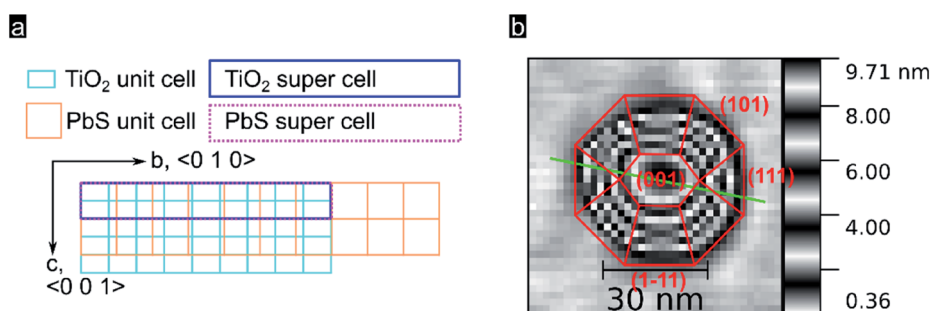 a
TiO2 unit cell
TiO2 super cell
PbS unit cell
PbS super cell
b, <0 1 0>
c,
<0 0 1>
b
(101)
(001)
(111)
(1-11)
30 nm
9.71 nm
8.00
6.00
4.00
0.36